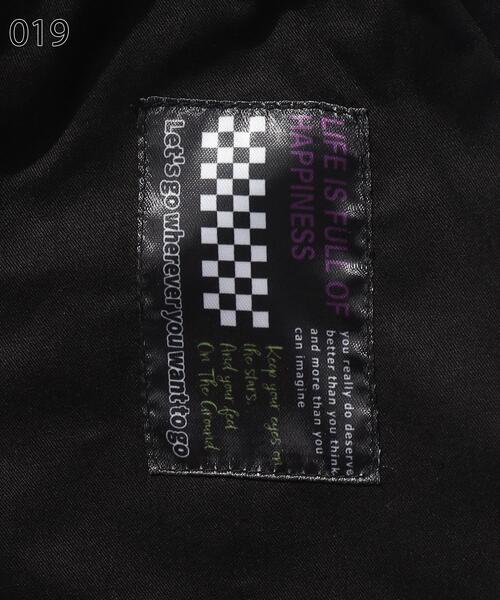 019
LIFE IS FULL OF
HAPPINESS
you really do deserve
better than you think
and more than you
can imagine
Keep your eyes on
the stars.
And your feet
On The Ground
Let's go wherever you want to go